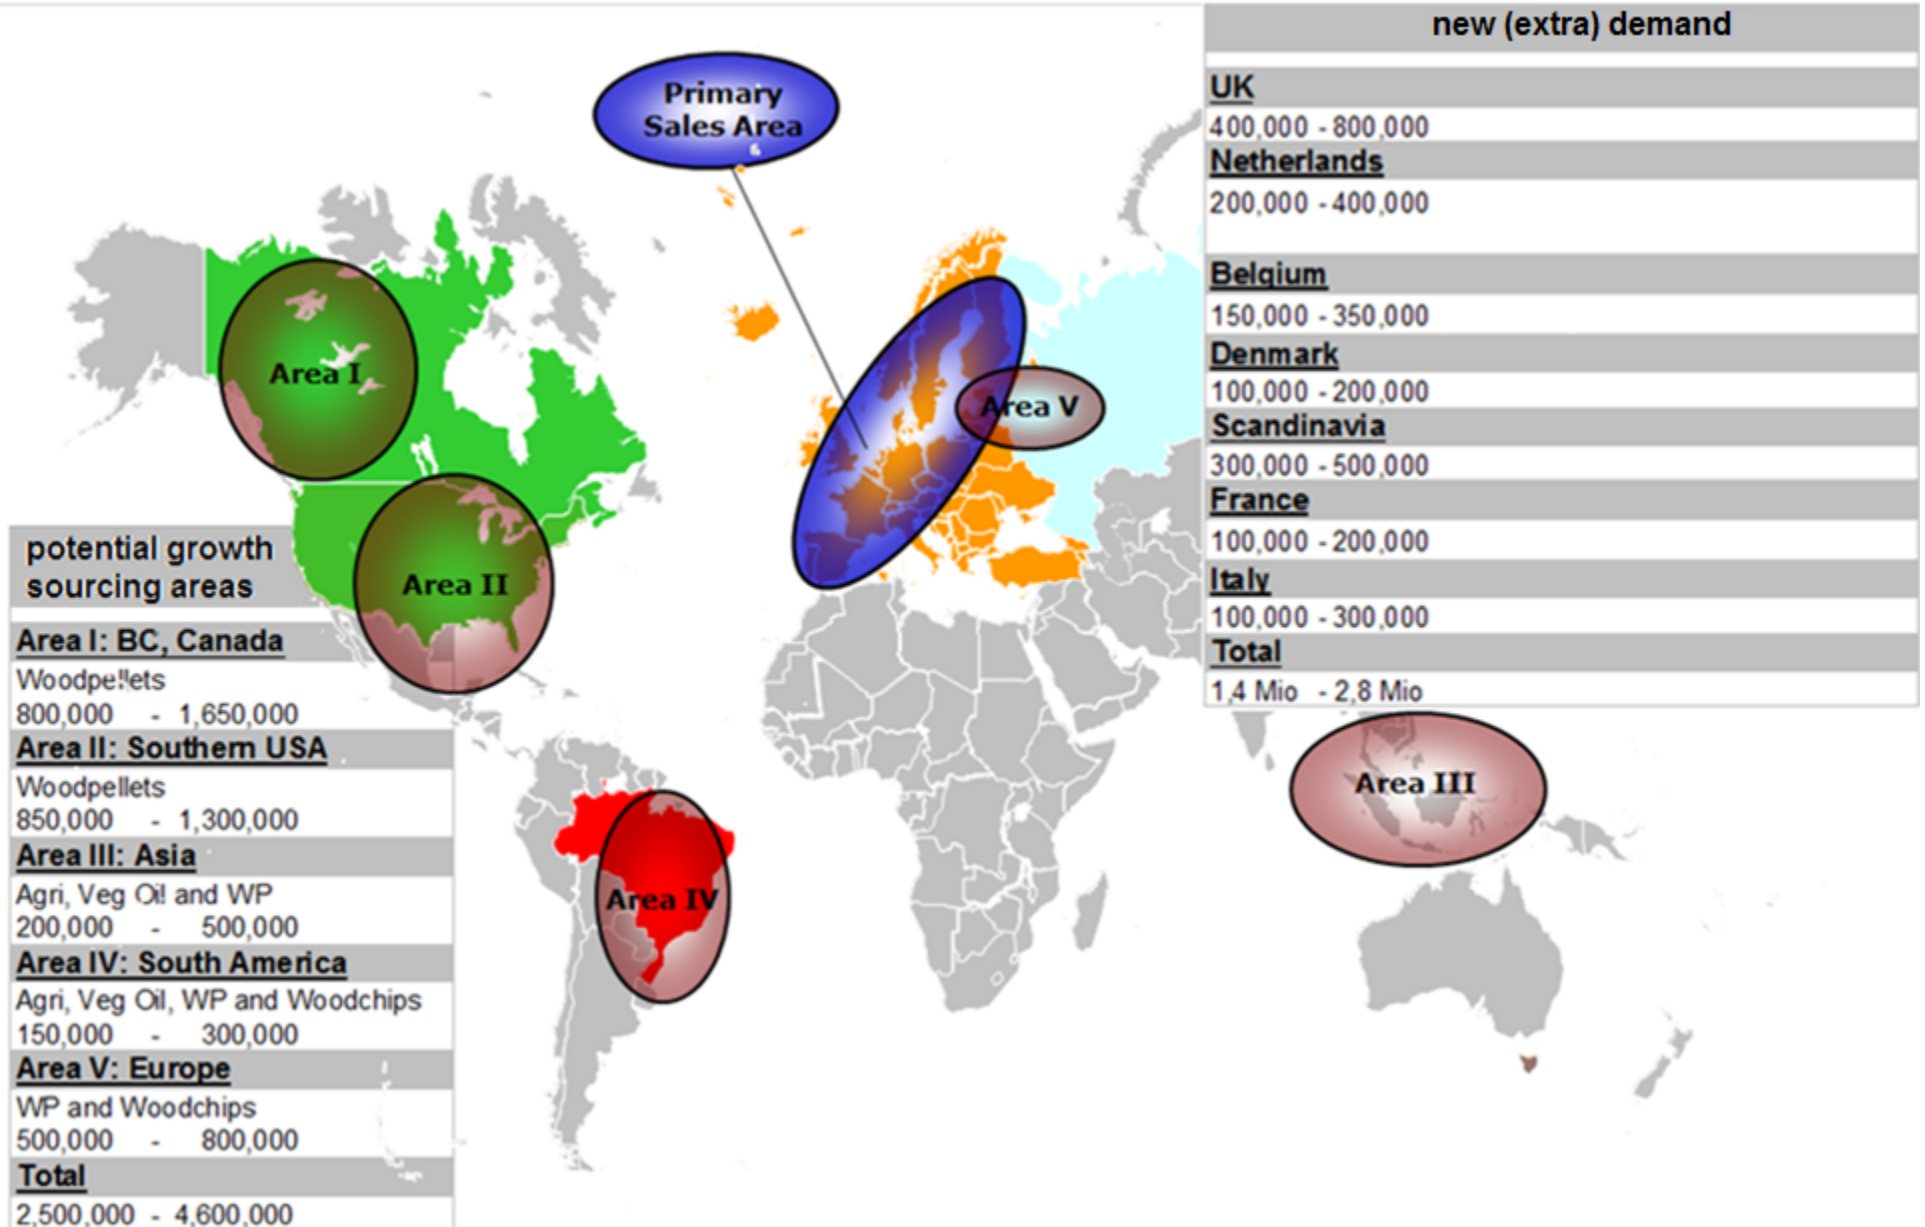 new (extra) demand
Primary
Sales Area
UK
400,000 - 800,000
Netherlands
200,000 - 400,000
Belgium
150,000 - 350,000
Denmark
100,000 - 200,000
Scandinavia
300,000 - 500,000
France
100,000 - 200,000
Italy
100,000 - 300,000
Total
1,4 Mio - 2,8 Mio
Area I
Area V
Area II
Area III
Area IV
potential growth
sourcing areas
Area I: BC, Canada
Woodpellets
800,000 - 1,650,000
Area II: Southern USA
Woodpellets
850,000 - 1,300,000
Area III: Asia
Agri, Veg Oil and WP
200,000 - 500,000
Area IV: South America
Agri, Veg Oil, WP and Woodchips
150,000 - 300,000
Area V: Europe
WP and Woodchips
500,000 - 800,000
Total
2,500,000 - 4,600,000